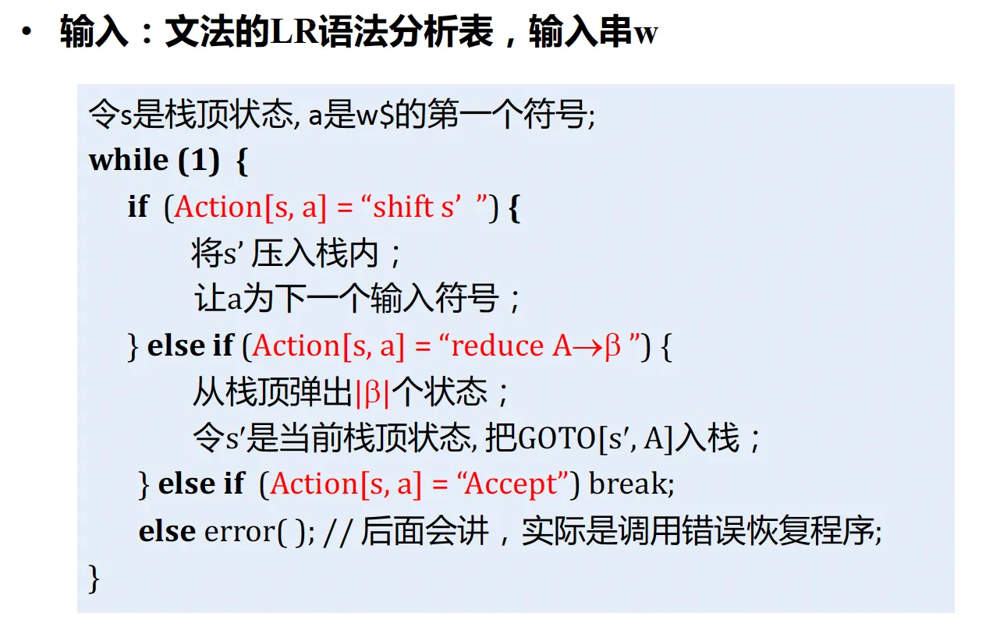 • 输入：文法的LR语法分析表，输入串w
令s是栈顶状态, a是w$的第一个符号;
while (1) {
if (Action[s, a] = “shift s’ ”) {
将s’ 压入栈内；
让a为下一个输入符号；
} else if (Action[s, a] = “reduce A→β ”) {
从栈顶弹出|β|个状态；
令s′是当前栈顶状态, 把GOTO[s′, A]入栈；
} else if (Action[s, a] = “Accept”) break;
else error( ); // 后面会讲，实际是调用错误恢复程序;
}